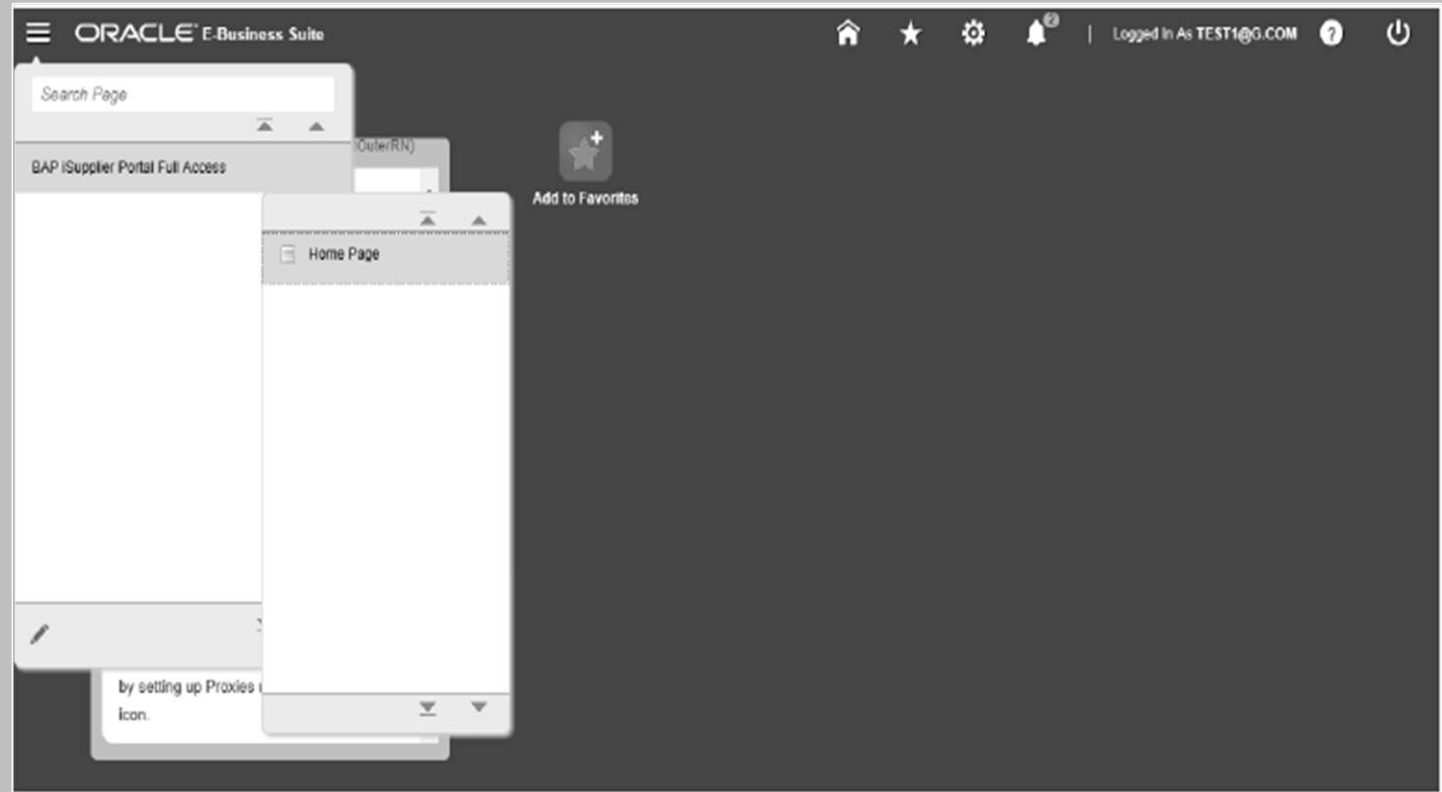 ORACLE E-Business Suite
2
Logged In As TEST1@G.COM
?
Search Page
OuterRN)
BAP iSupplier Portal Full Access
Add to Favorites
Home Page
by setting up Proxies
icon.